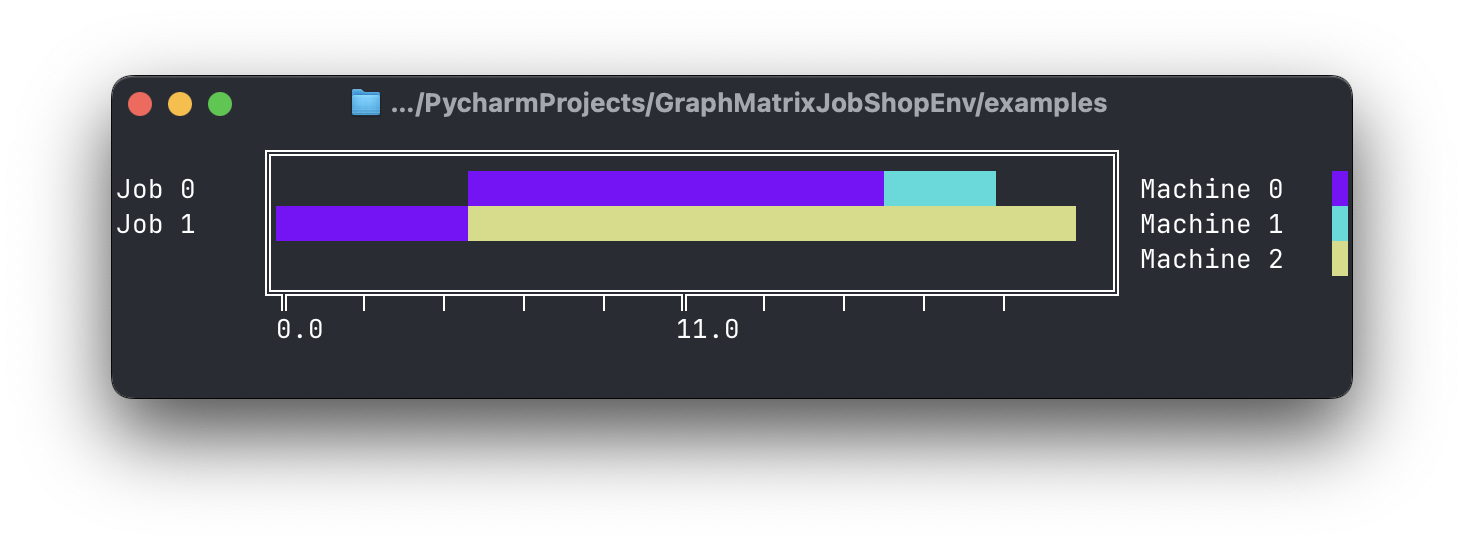 .../PycharmProjects/GraphMatrixJobShopEnv/examples
Job 0
Job 1
Machine 0
Machine 1
Machine 2
0.0
11.0